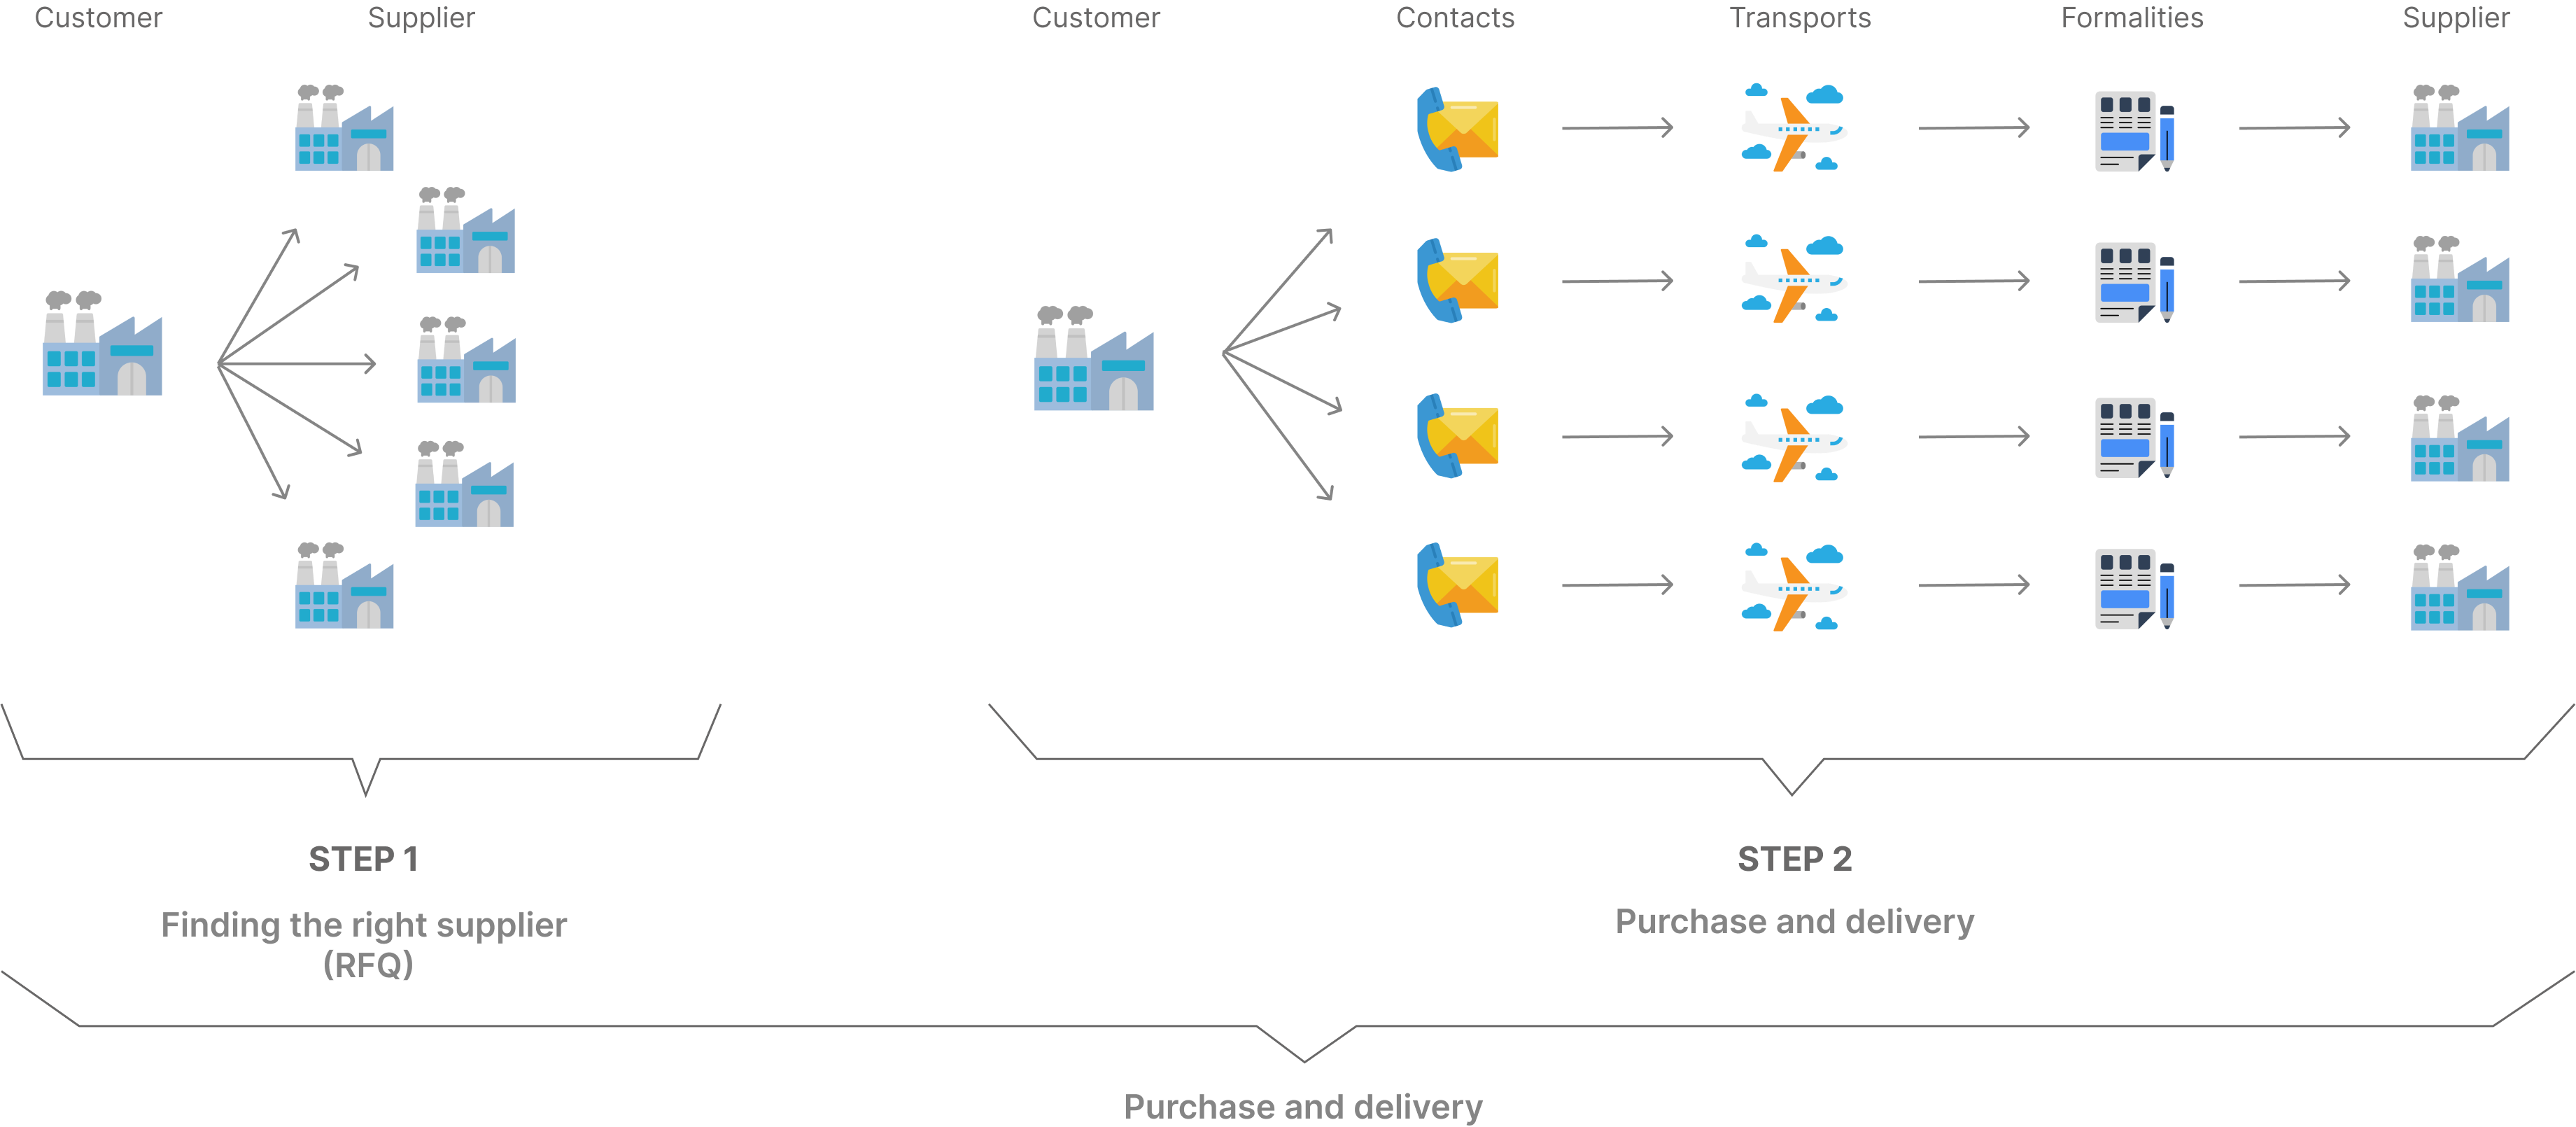 Customer
Supplier
Customer
Contacts
Transports
Formalities
Supplier
STEP 1
Finding the right supplier
(RFQ)
STEP 2
Purchase and delivery
Purchase and delivery